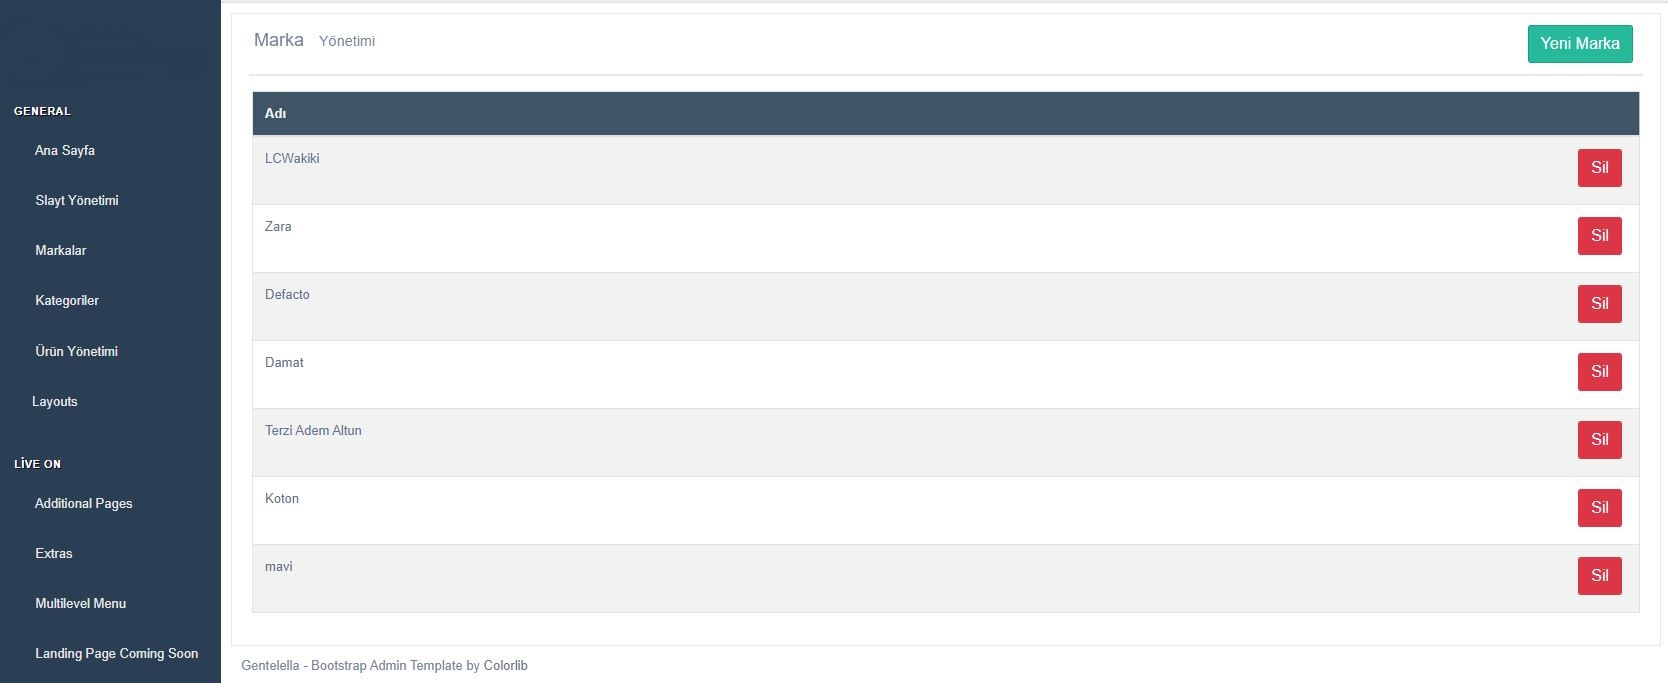 GENERAL
Ana Sayfa
Slayt Yönetimi
Markalar
Kategoriler
Ürün Yönetimi
Layouts
LİVE ON
Additional Pages
Extras
Multilevel Menu
Landing Page Coming Soon
Marka Yönetimi
Yeni Marka
Adı
LCWakiki Sil
Zara Sil
Defacto Sil
Damat Sil
Terzi Adem Altun Sil
Koton Sil
mavi Sil
Gentelella - Bootstrap Admin Template by Colorlib